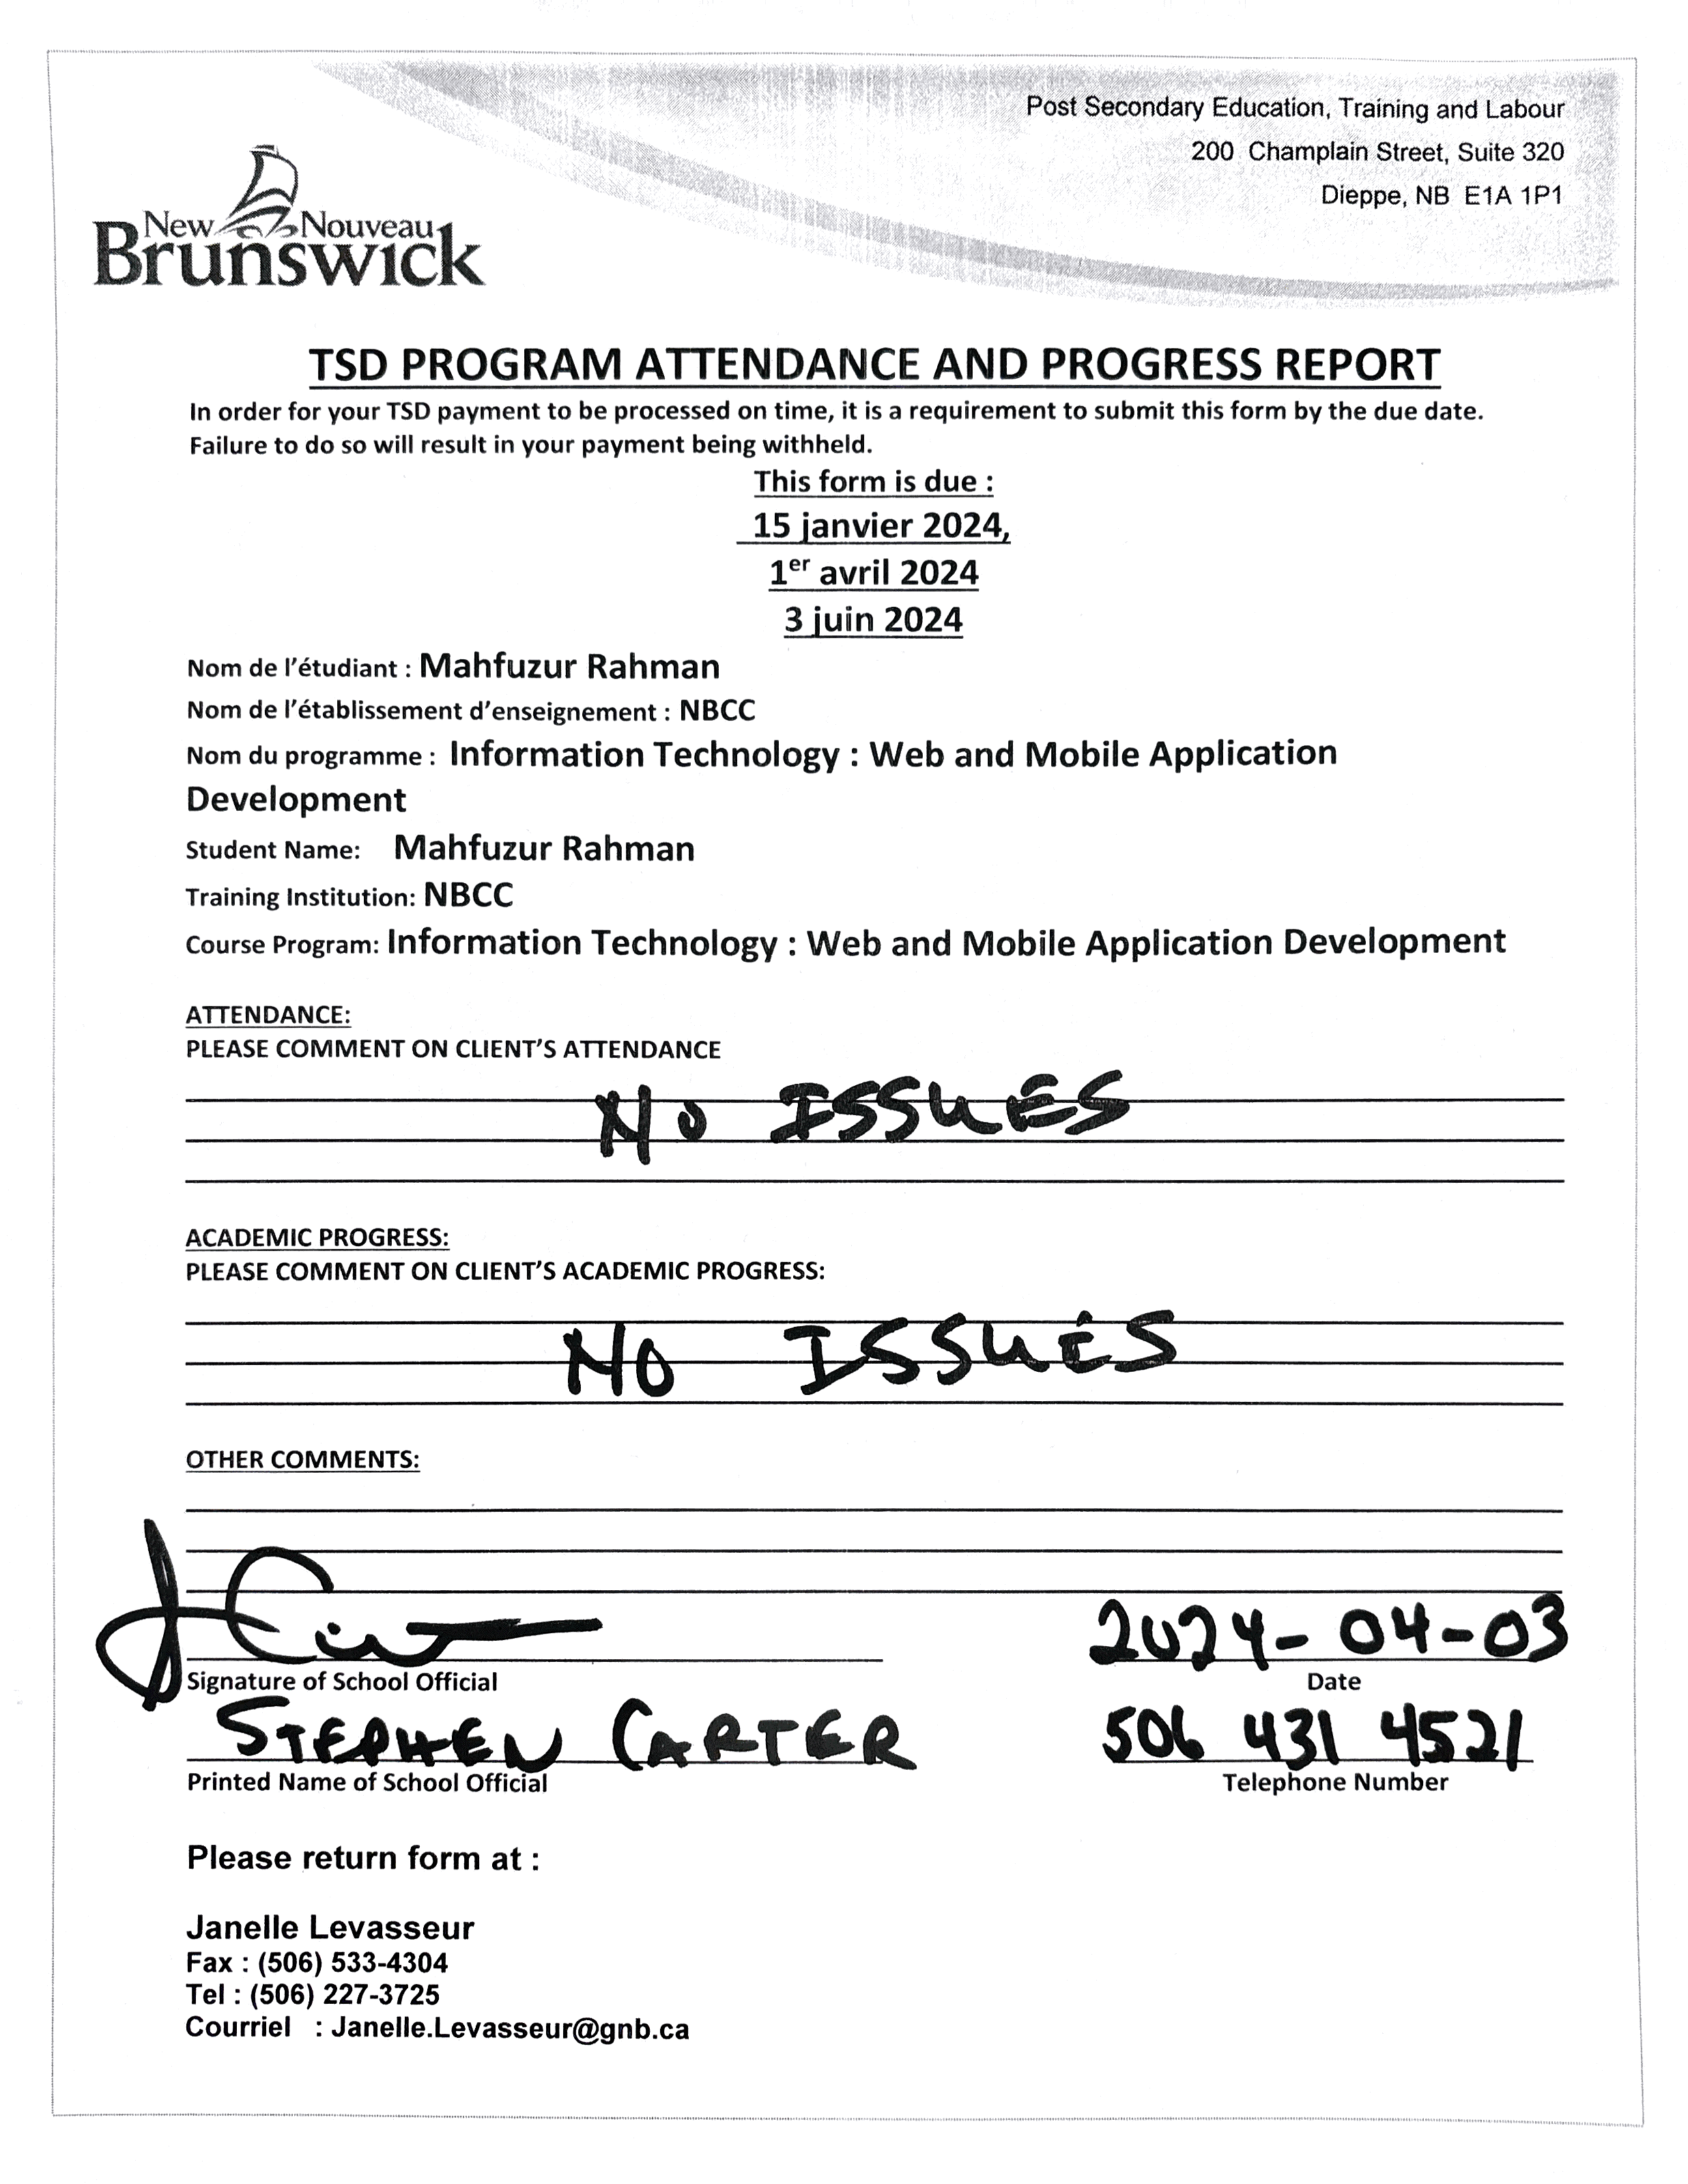 Post Secondary Education, Training and Labour
200 Champlain Street, Suite 320
Dieppe, NB E1A 1P1
New Nouveau
Brunswick
TSD PROGRAM ATTENDANCE AND PROGRESS REPORT
In order for your TSD payment to be processed on time, it is a requirement to submit this form by the due date.
Failure to do so will result in your payment being withheld.
This form is due :
15 janvier 2024,
1er avril 2024
3 juin 2024
Nom de l'étudiant : Mahfuzur Rahman
Nom de l'établissement d'enseignement : NBCC
Nom du programme : Information Technology : Web and Mobile Application
Development
Student Name: Mahfuzur Rahman
Training Institution: NBCC
Course Program: Information Technology : Web and Mobile Application Development
ATTENDANCE:
PLEASE COMMENT ON CLIENT'S ATTENDANCE
NO ISSUES
ACADEMIC PROGRESS:
PLEASE COMMENT ON CLIENT'S ACADEMIC PROGRESS:
NO ISSUES
OTHER COMMENTS:
2024-04-03
Signature of School Official Date
STEPHEN CARTER 506 431 4521
Printed Name of School Official Telephone Number
Please return form at :
Janelle Levasseur
Fax : (506) 533-4304
Tel : (506) 227-3725
Courriel : Janelle.Levasseur@gnb.ca